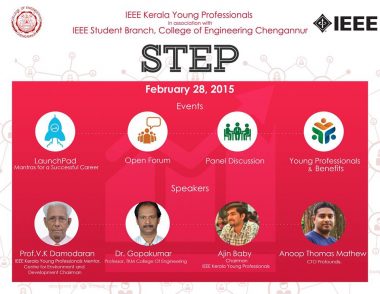 IEEE Kerala Young Professionals
in association with
IEEE Student Branch, College of Engineering Chengannur
IEEE
STEP
February 28, 2015
Events
LaunchPad
Mantras for a Successful Career
Open Forum
Panel Discussion
Young Professionals
& Benefits
Speakers
Prof.V.K Damodaran
IEEE Kerala Young Professionals Mentor,
Centre for Environment and
Development Chairman
Dr. Gopakumar
Professor, TKM College Of Engineering
Ajin Baby
Chairman
IEEE Kerala Young Professionals
Anoop Thomas Mathew
CTO Profoundis